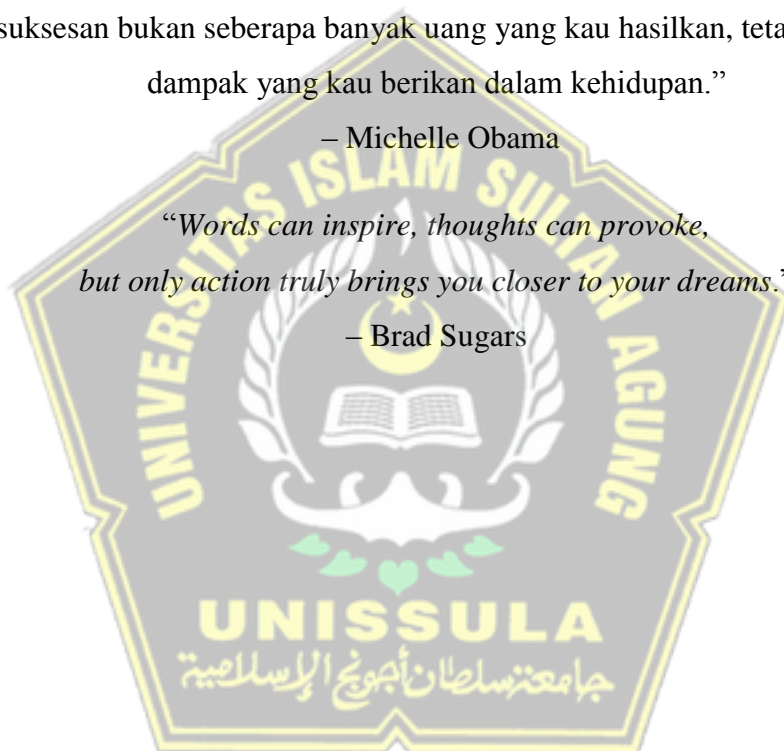 suksesan bukan seberapa banyak uang yang kau hasilkan, teta
dampak yang kau berikan dalam kehidupan.”
– Michelle Obama
UNIVERSITAS ISLAM SULTAN AGUNG
“Words can inspire, thoughts can provoke,
but only action truly brings you closer to your dreams.”
– Brad Sugars
UNISSULA
جامعة سلطان أجونج الإسلامية